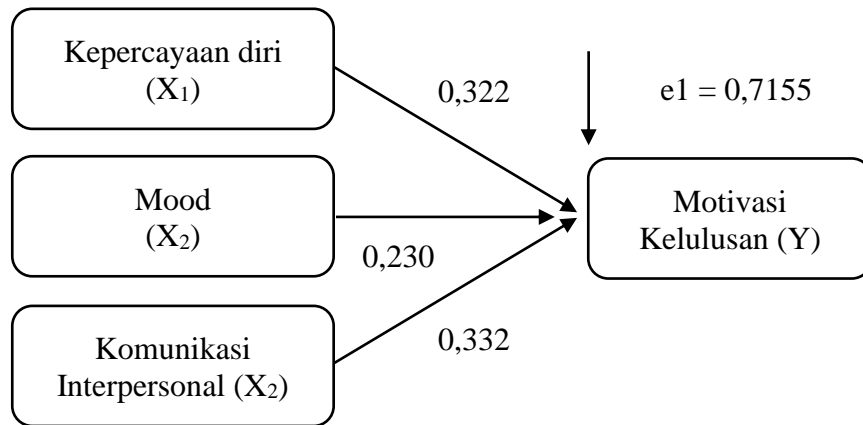 Kepercayaan diri
(X₁)
0,322
e1 = 0,7155
Mood
(X₂)
0,230
Motivasi
Kelulusan (Y)
Komunikasi
Interpersonal (X₂)
0,332